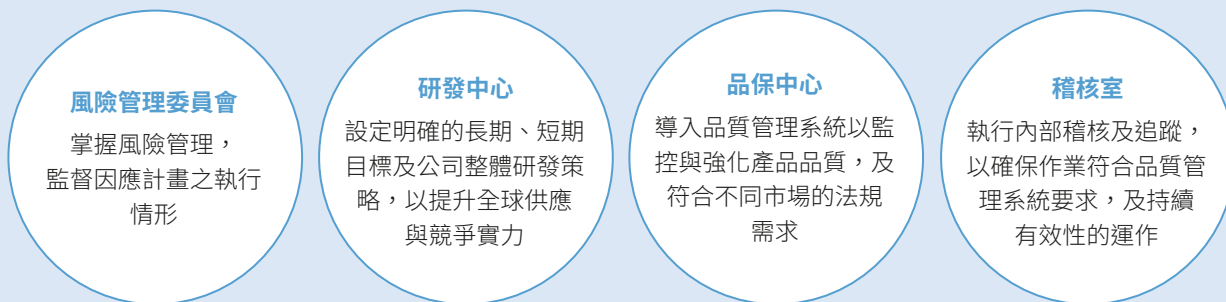 風險管理委員會
掌握風險管理，
監督因應計畫之執行
情形
研發中心
設定明確的長期、短期
目標及公司整體研發策
略，以提升全球供應
與競爭實力
品保中心
導入品質管理系統以監
控與強化產品品質，及
符合不同市場的法規
需求
稽核室
執行內部稽核及追蹤，
以確保作業符合品質管
理系統要求，及持續
有效性的運作